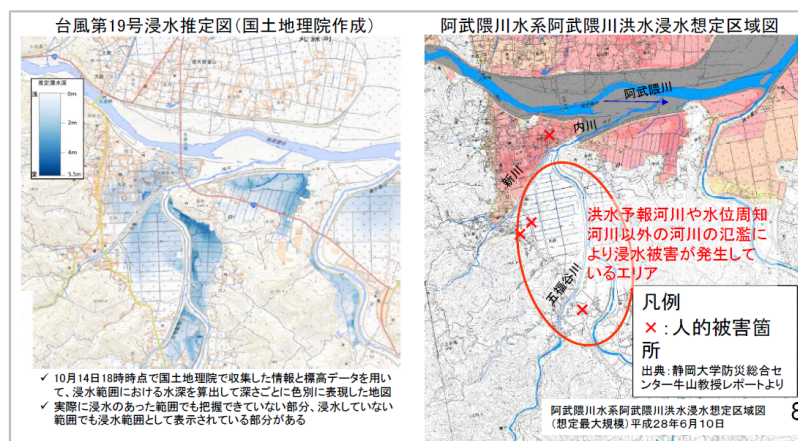 台風第19号浸水推定図(国土地理院作成)
推定浸水深
浅
0m
2m
4m
5.5m
深
✓ 10月14日18時時点で国土地理院で収集した情報と標高データを用い
て、浸水範囲における水深を算出して深さごとに色別に表現した地図
✓ 実際に浸水のあった範囲でも把握できていない部分、浸水していない
範囲でも浸水範囲として表示されている部分がある
阿武隈川水系阿武隈川洪水浸水想定区域図
阿武隈川
内川
新川
五福谷川
洪水予報河川や水位周知
河川以外の河川の氾濫に
より浸水被害が発生して
いるエリア
凡例
×:人的被害箇
所
出典:静岡大学防災総合セ
ンター牛山教授レポートより
阿武隈川水系阿武隈川洪水浸水想定区域図
(想定最大規模)平成28年6月10日
8